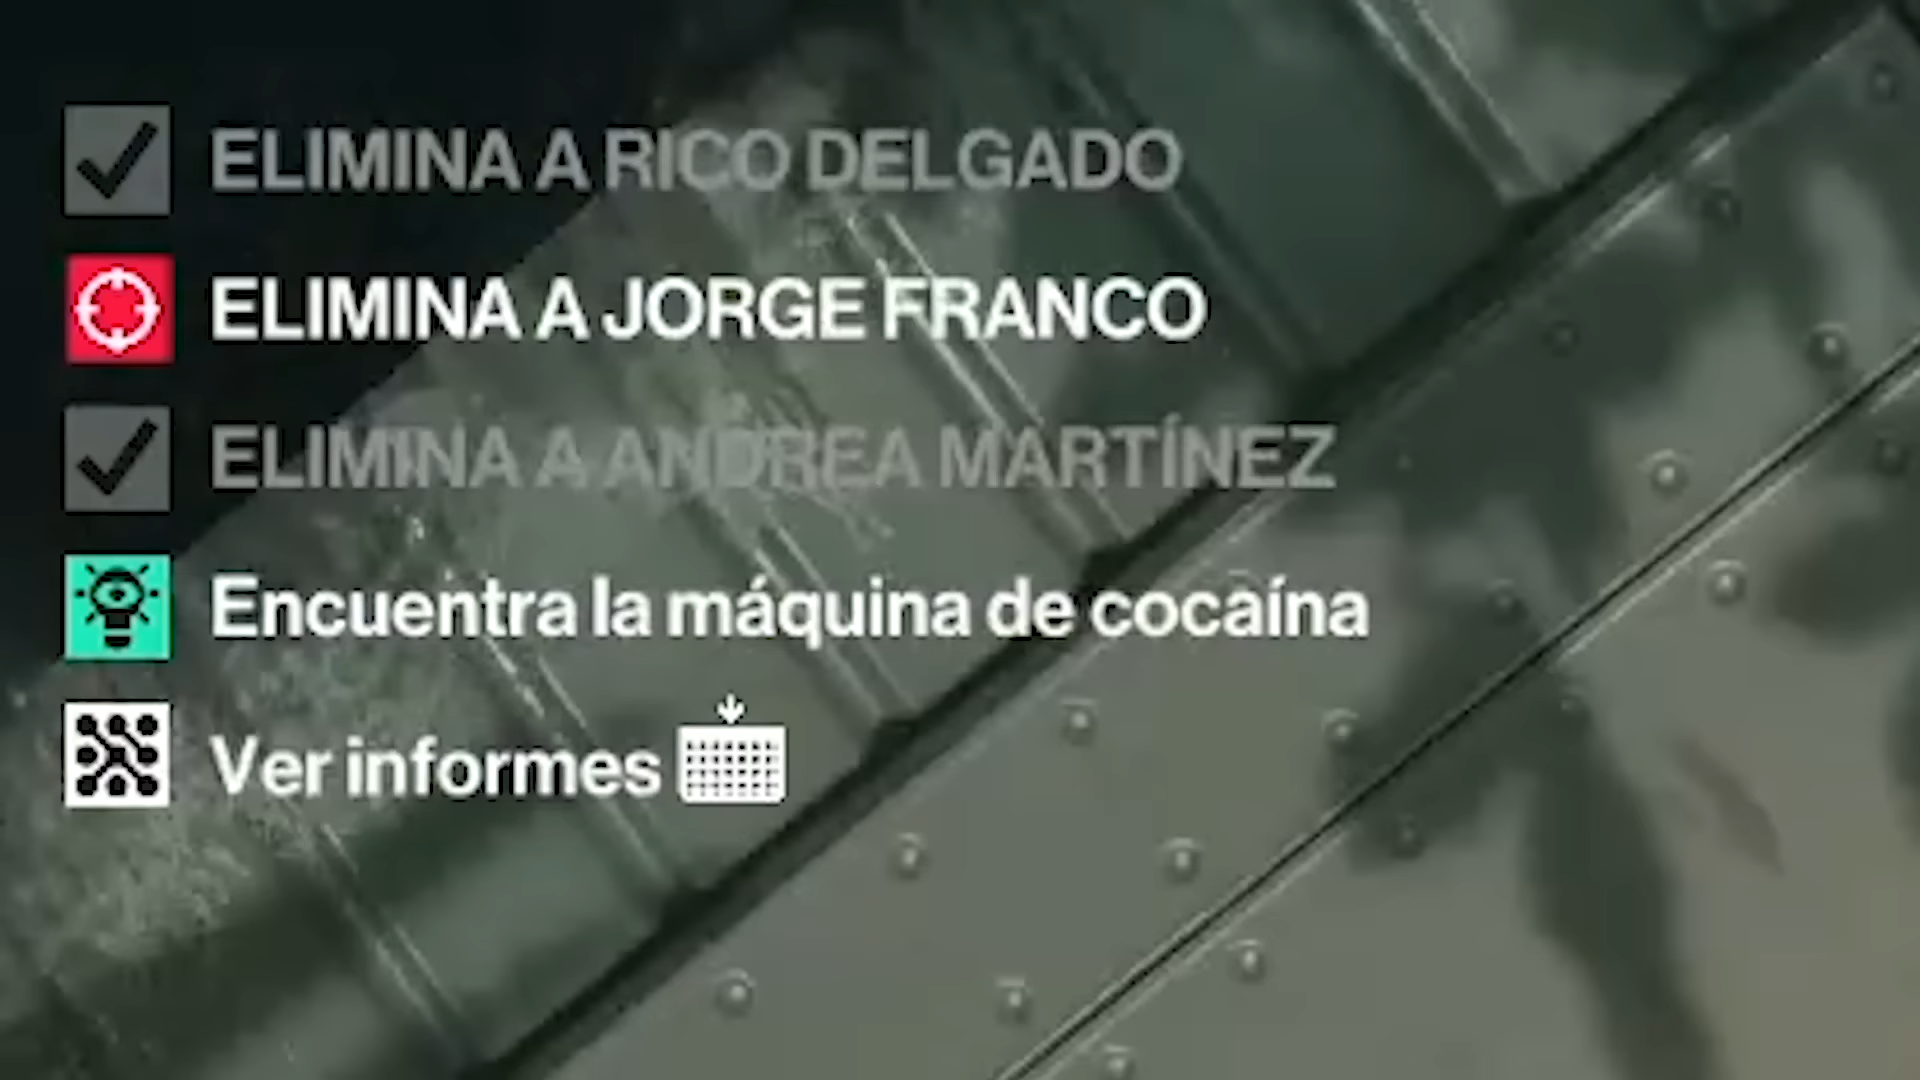 ELIMINA A RICO DELGADO
ELIMINA A JORGE FRANCO
ELIMINA A ANDREA MARTÍNEZ
Encuentra la máquina de cocaína
Ver informes